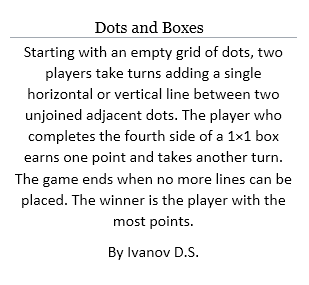 Dots and Boxes
Starting with an empty grid of dots, two
players take turns adding a single
horizontal or vertical line between two
unjoined adjacent dots. The player who
completes the fourth side of a 1×1 box
earns one point and takes another turn.
The game ends when no more lines can be
placed. The winner is the player with the
most points.
By Ivanov D.S.